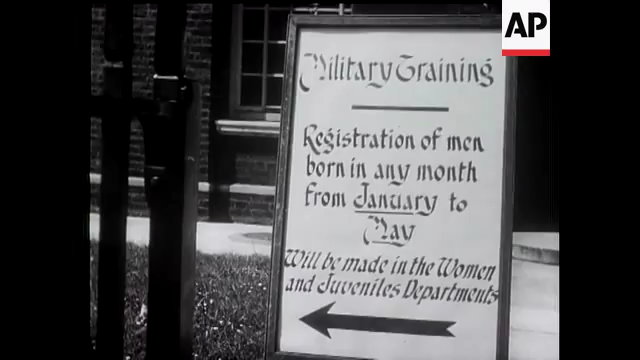 AP
Military Training
Registration of men
born in any month
from January to
May
Will be made in the Women
and Juveniles Departments